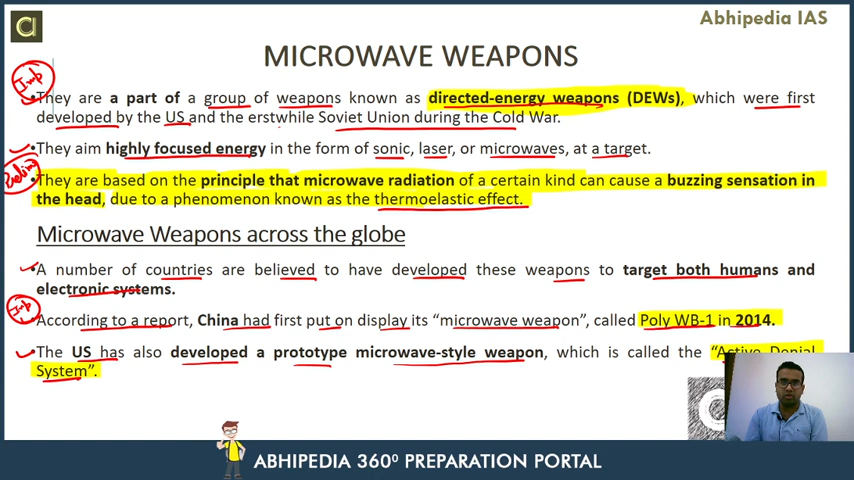 Abhipedia IAS
a
MICROWAVE WEAPONS
Imp
•They are a part of a group of weapons known as directed-energy weapons (DEWs), which were first
developed by the US and the erstwhile Soviet Union during the Cold War.
•They aim highly focused energy in the form of sonic, laser, or microwaves, at a target.
•They are based on the principle that microwave radiation of a certain kind can cause a buzzing sensation in
the head, due to a phenomenon known as the thermoelastic effect.
Microwave Weapons across the globe
•A number of countries are believed to have developed these weapons to target both humans and
electronic systems.
Imp
•According to a report, China had first put on display its “microwave weapon”, called Poly WB-1 in 2014.
•The US has also developed a prototype microwave-style weapon, which is called the “Active Denial
System”.
ABHIPEDIA 360⁰ PREPARATION PORTAL